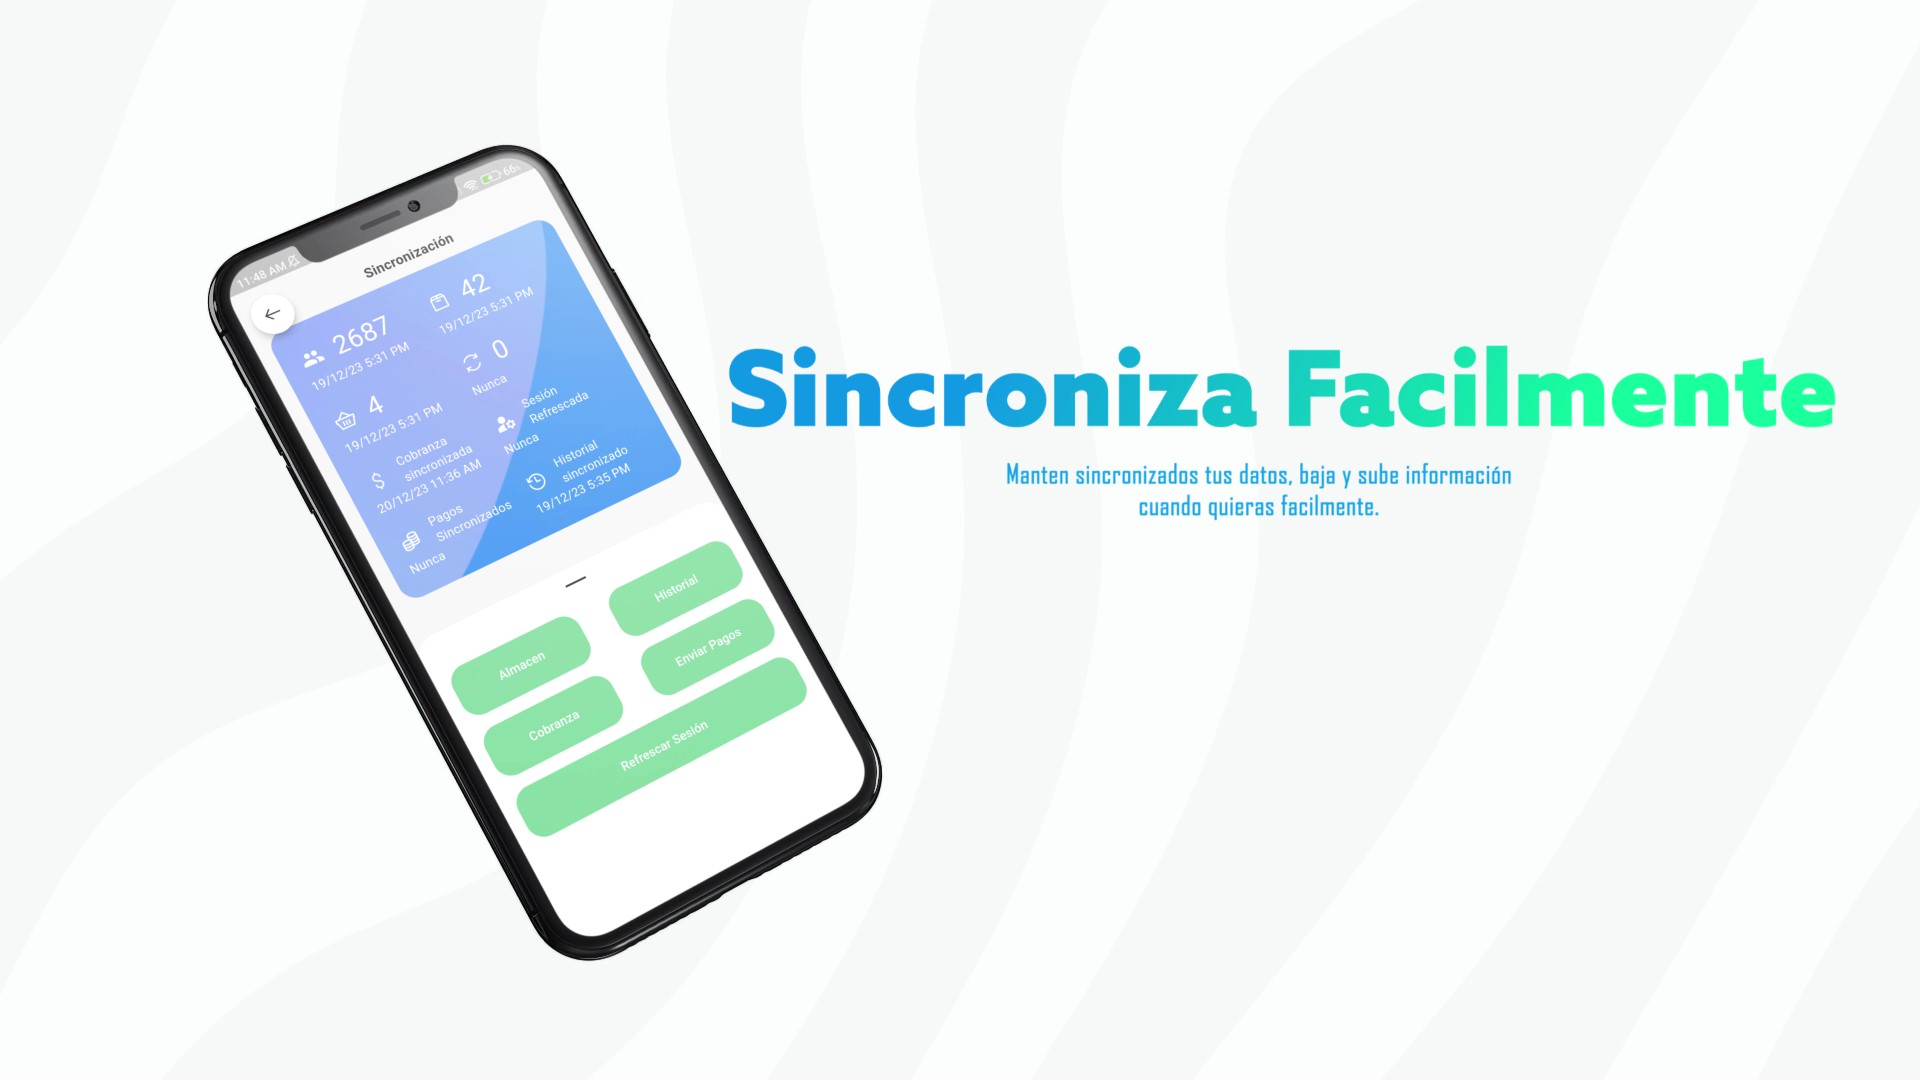 11:48 AM
66%
Sincronización
2687
19/12/23 5:31 PM
42
19/12/23 5:31 PM
4
19/12/23 5:31 PM
0
Nunca
Cobranza
sincronizada
20/12/23 11:36 AM
Sesión
Refrescada
Nunca
Pagos
Sincronizados
Nunca
Historial
sincronizado
19/12/23 5:35 PM
Almacen
Historial
Cobranza
Enviar Pagos
Refrescar Sesión
Sincroniza Facilmente
Manten sincronizados tus datos, baja y sube información
cuando quieras facilmente.